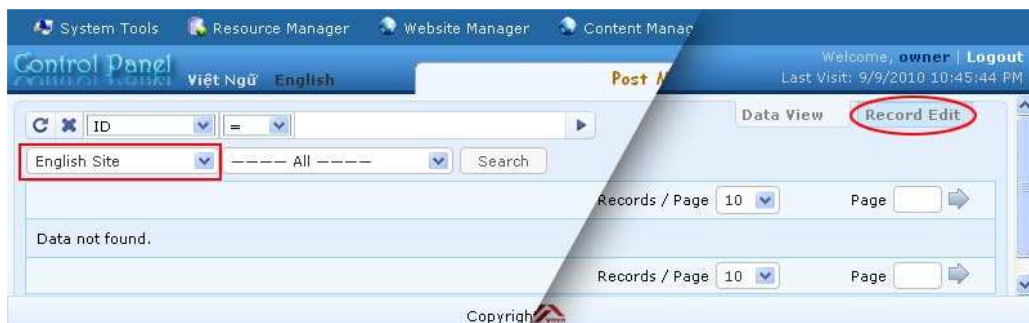 System Tools Resource Manager Website Manager Content Manag
Control Panel Việt Ngữ English Post Welcome, owner | Logout
Last Visit: 9/9/2010 10:45:44 PM
Data View Record Edit
ID =
English Site ---- All ---- Search
Records / Page 10 Page
Data not found.
Records / Page 10 Page
Copyrigh